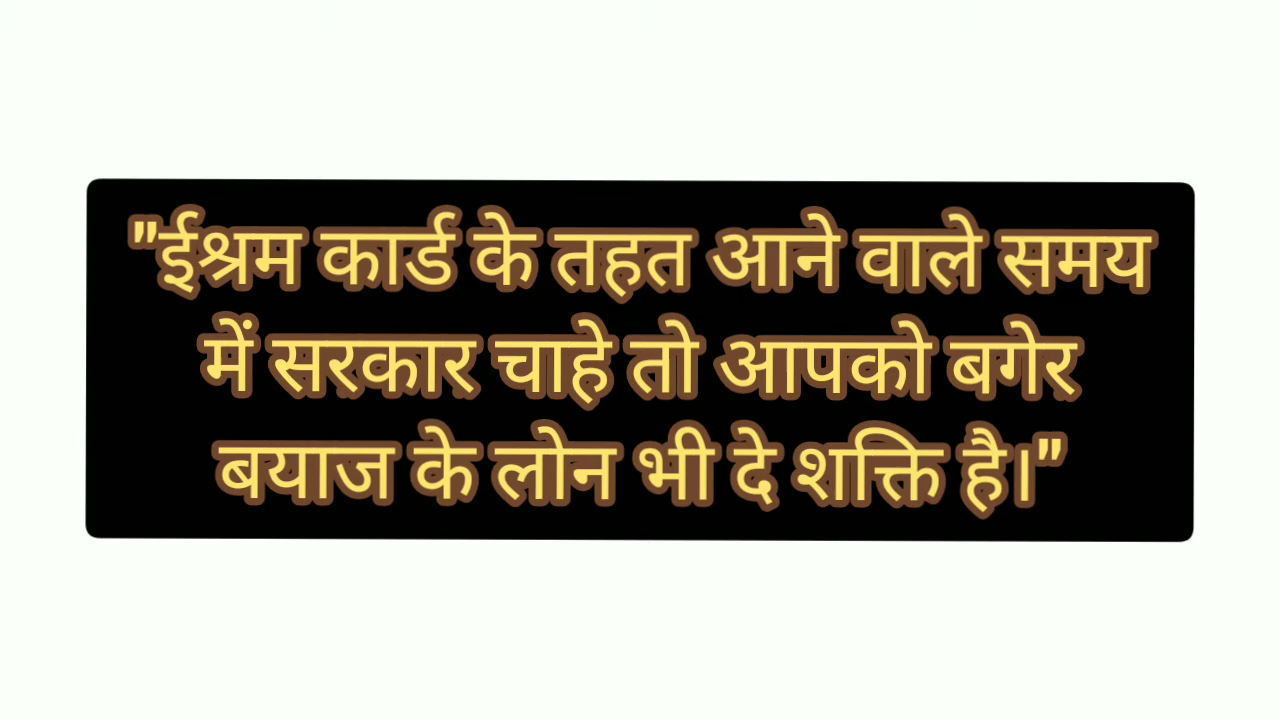 "ईश्रम कार्ड के तहत आने वाले समय
में सरकार चाहे तो आपको बगेर
बयाज के लोन भी दे शक्ति है।"